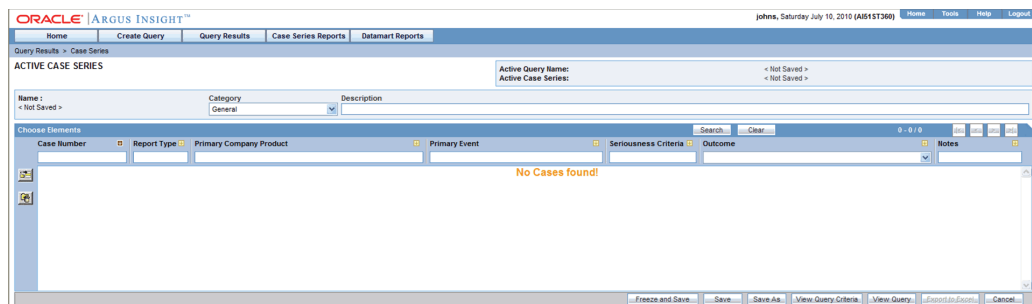 ORACLE® ARGUS INSIGHT™
johns, Saturday July 10, 2010 (AI51ST360) Home Tools Help Logout
Home Create Query Query Results Case Series Reports Datamart Reports
Query Results > Case Series
ACTIVE CASE SERIES
Active Query Name: < Not Saved >
Active Case Series: < Not Saved >
Name : Category Description
< Not Saved > General
Choose Elements Search Clear 0 - 0 / 0
Case Number Report Type Primary Company Product Primary Event Seriousness Criteria Outcome Notes
No Cases found!
Freeze and Save Save Save As View Query Criteria View Query Export to Excel Cancel